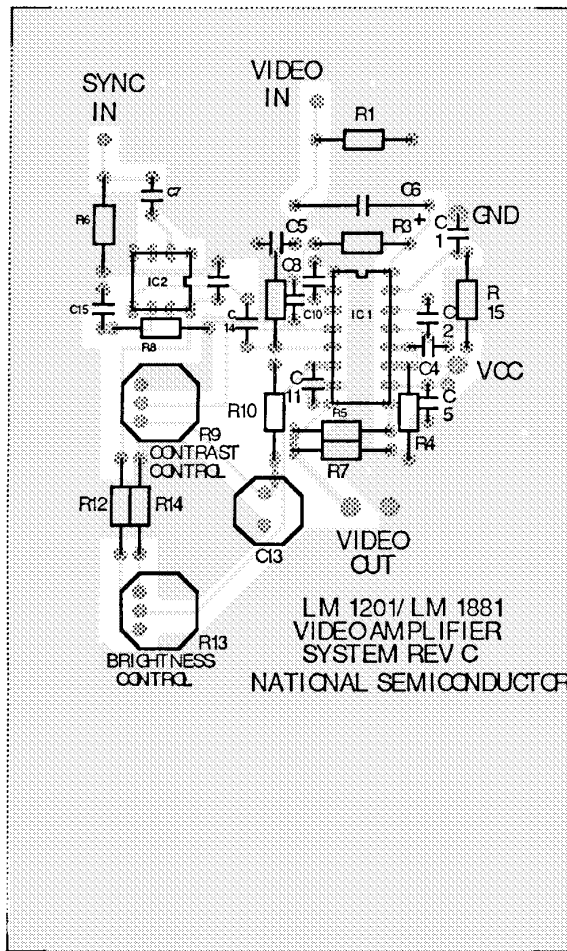 SYNC
IN
VIDEO
IN
R1
C7
C6
R6
C5
R3
+
C
1
GND
IC2
C8
C15
C
14
C10
IC1
C
2
R
15
R8
C4
VCC
C
11
R10
R5
C
5
R9
R7
R4
CONTRAST
CONTROL
R12
R14
C13
VIDEO
OUT
R13
BRIGHTNESS
CONTROL
LM 1201/ LM 1881
VIDEO AMPLIFIER
SYSTEM REV C
NATIONAL SEMICONDUCTOR